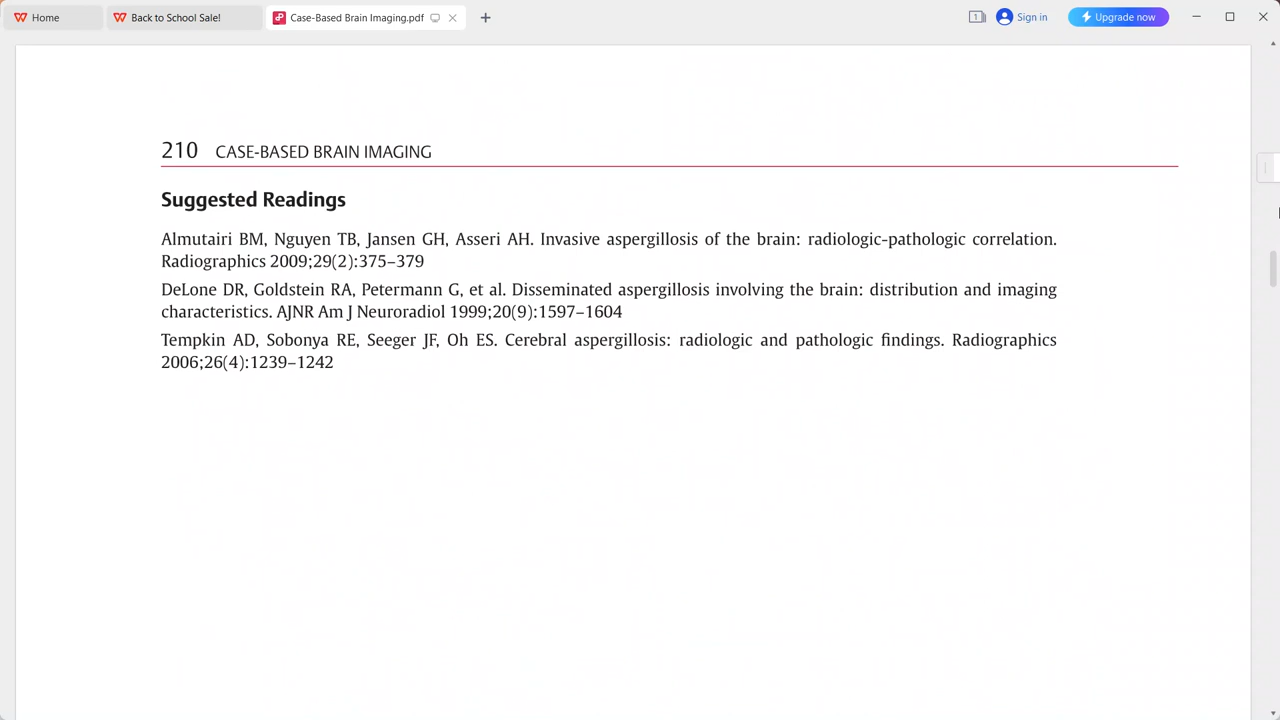 Home
Back to School Sale!
Case-Based Brain Imaging.pdf
1
Sign in
Upgrade now
210 CASE-BASED BRAIN IMAGING
Suggested Readings
Almutairi BM, Nguyen TB, Jansen GH, Asseri AH. Invasive aspergillosis of the brain: radiologic-pathologic correlation.
Radiographics 2009;29(2):375–379
DeLone DR, Goldstein RA, Petermann G, et al. Disseminated aspergillosis involving the brain: distribution and imaging
characteristics. AJNR Am J Neuroradiol 1999;20(9):1597–1604
Tempkin AD, Sobonya RE, Seeger JF, Oh ES. Cerebral aspergillosis: radiologic and pathologic findings. Radiographics
2006;26(4):1239–1242